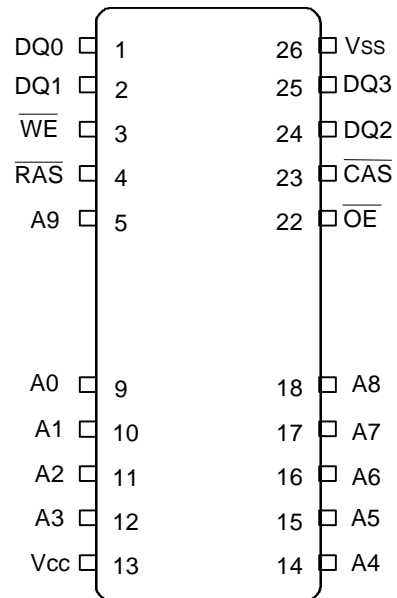 DQ0 1 26 Vss
DQ1 2 25 DQ3
WE 3 24 DQ2
RAS 4 23 CAS
A9 5 22 OE
A0 9 18 A8
A1 10 17 A7
A2 11 16 A6
A3 12 15 A5
Vcc 13 14 A4